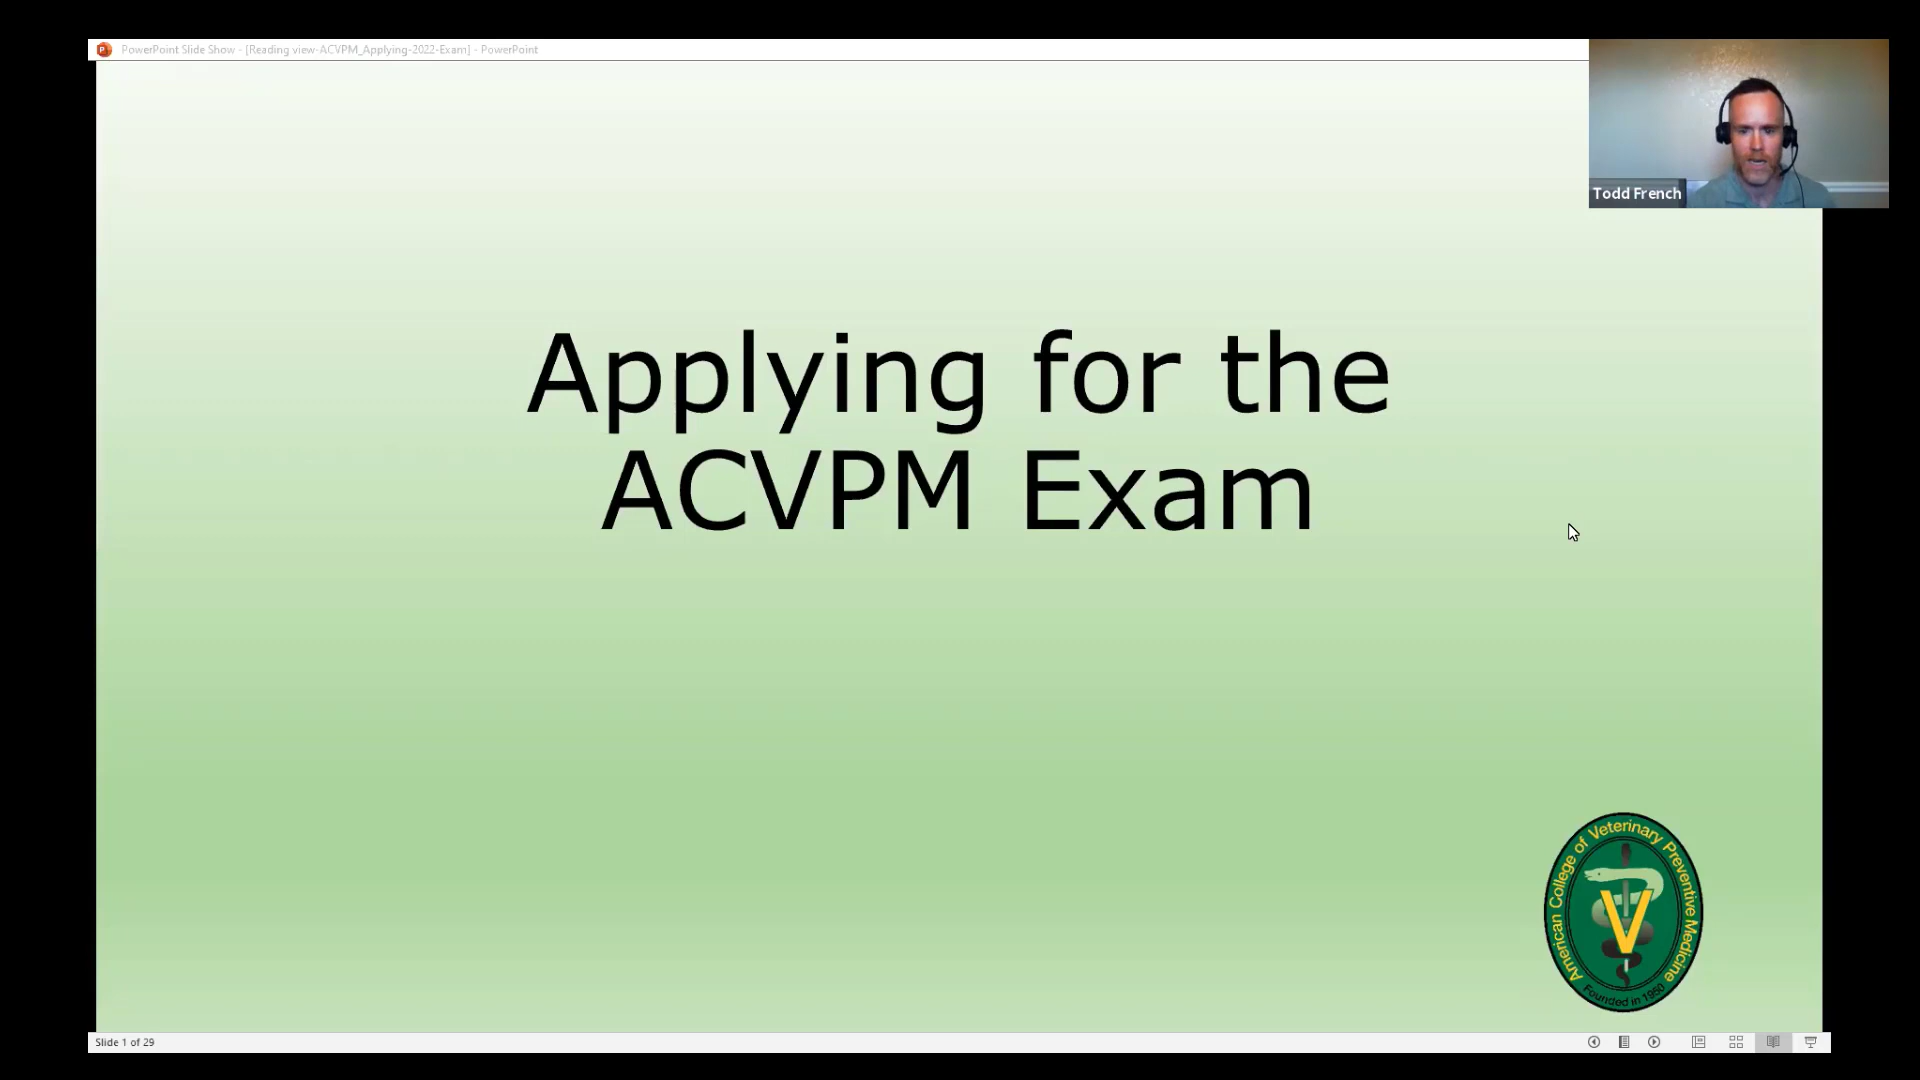 PowerPoint Slide Show - [Reading view-ACVPM_Applying-2022-Exam] - PowerPoint
Todd French
Applying for the
ACVPM Exam
American College of Veterinary Preventive Medicine
V
Founded in 1950
Slide 1 of 29